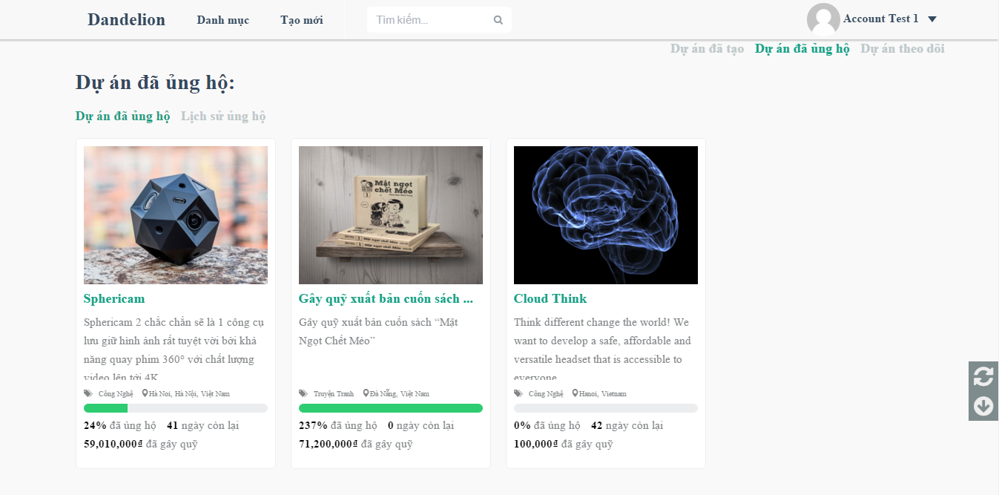 Dandelion Danh mục Tạo mới Tìm kiếm... Account Test 1
Dự án đã tạo Dự án đã ủng hộ Dự án theo dõi
Dự án đã ủng hộ:
Dự án đã ủng hộ Lịch sử ủng hộ
Mật ngọt
chết Mèo
1
Sphericam
Sphericam 2 chắc chắn sẽ là 1 công cụ
lưu giữ hình ảnh rất tuyệt vời bởi khả
năng quay phim 360° với chất lượng
video lên tới 4K
Công Nghệ Hà Noi, Hà Nội, Việt Nam
24% đã ủng hộ 41 ngày còn lại
59,010,000₫ đã gây quỹ
Gây quỹ xuất bản cuốn sách ...
Gây quỹ xuất bản cuốn sách “Mật
Ngọt Chết Mèo”
Truyện Tranh Đà Nẵng, Việt Nam
237% đã ủng hộ 0 ngày còn lại
71,200,000₫ đã gây quỹ
Cloud Think
Think different change the world! We
want to develop a safe, affordable and
versatile headset that is accessible to
everyone
Công Nghệ Hanoi, Vietnam
0% đã ủng hộ 42 ngày còn lại
100,000₫ đã gây quỹ